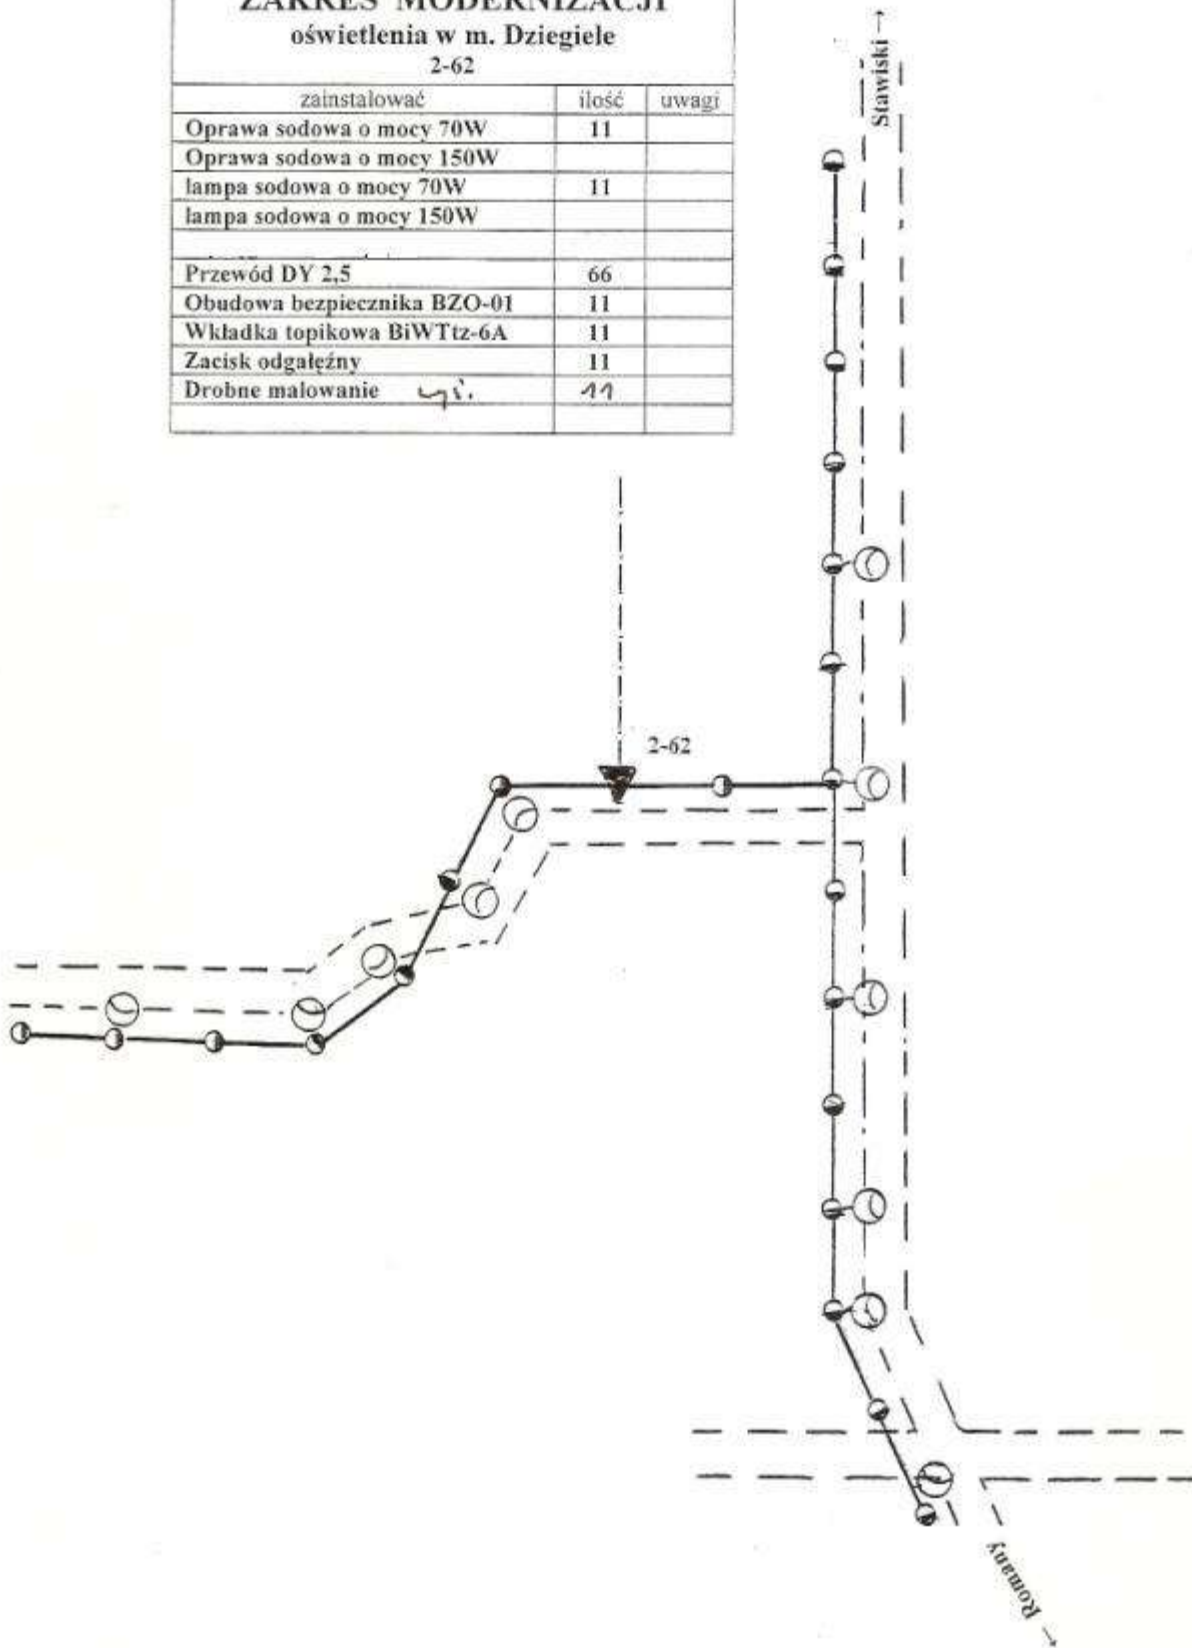 ZAKRES MODERNIZACJI
oświetlenia w m. Dziegiele
2-62
zainstalować ilość uwagi
Oprawa sodowa o mocy 70W 11
Oprawa sodowa o mocy 150W
lampa sodowa o mocy 70W 11
lampa sodowa o mocy 150W
Przewód DY 2,5 66
Obudowa bezpiecznika BZO-01 11
Wkładka topikowa BiWTtz-6A 11
Zacisk odgałęźny 11
Drobne malowanie 11
Stawiski →
2-62
← Romany